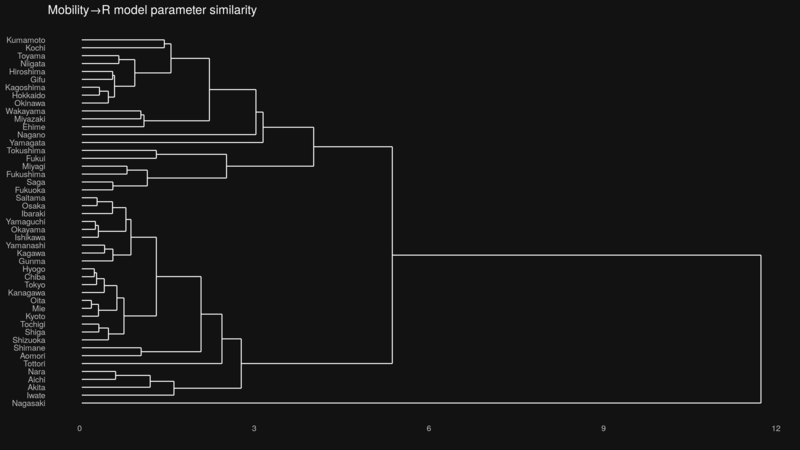 Mobility→R model parameter similarity
Kumamoto
Kochi
Toyama
Niigata
Hiroshima
Gifu
Kagoshima
Hokkaido
Okinawa
Wakayama
Miyazaki
Ehime
Nagano
Yamagata
Tokushima
Fukui
Miyagi
Fukushima
Saga
Fukuoka
Saitama
Osaka
Ibaraki
Yamaguchi
Okayama
Ishikawa
Yamanashi
Kagawa
Gunma
Hyogo
Chiba
Tokyo
Kanagawa
Oita
Mie
Kyoto
Tochigi
Shiga
Shizuoka
Shimane
Aomori
Tottori
Nara
Aichi
Akita
Iwate
Nagasaki
0 3 6 9 12